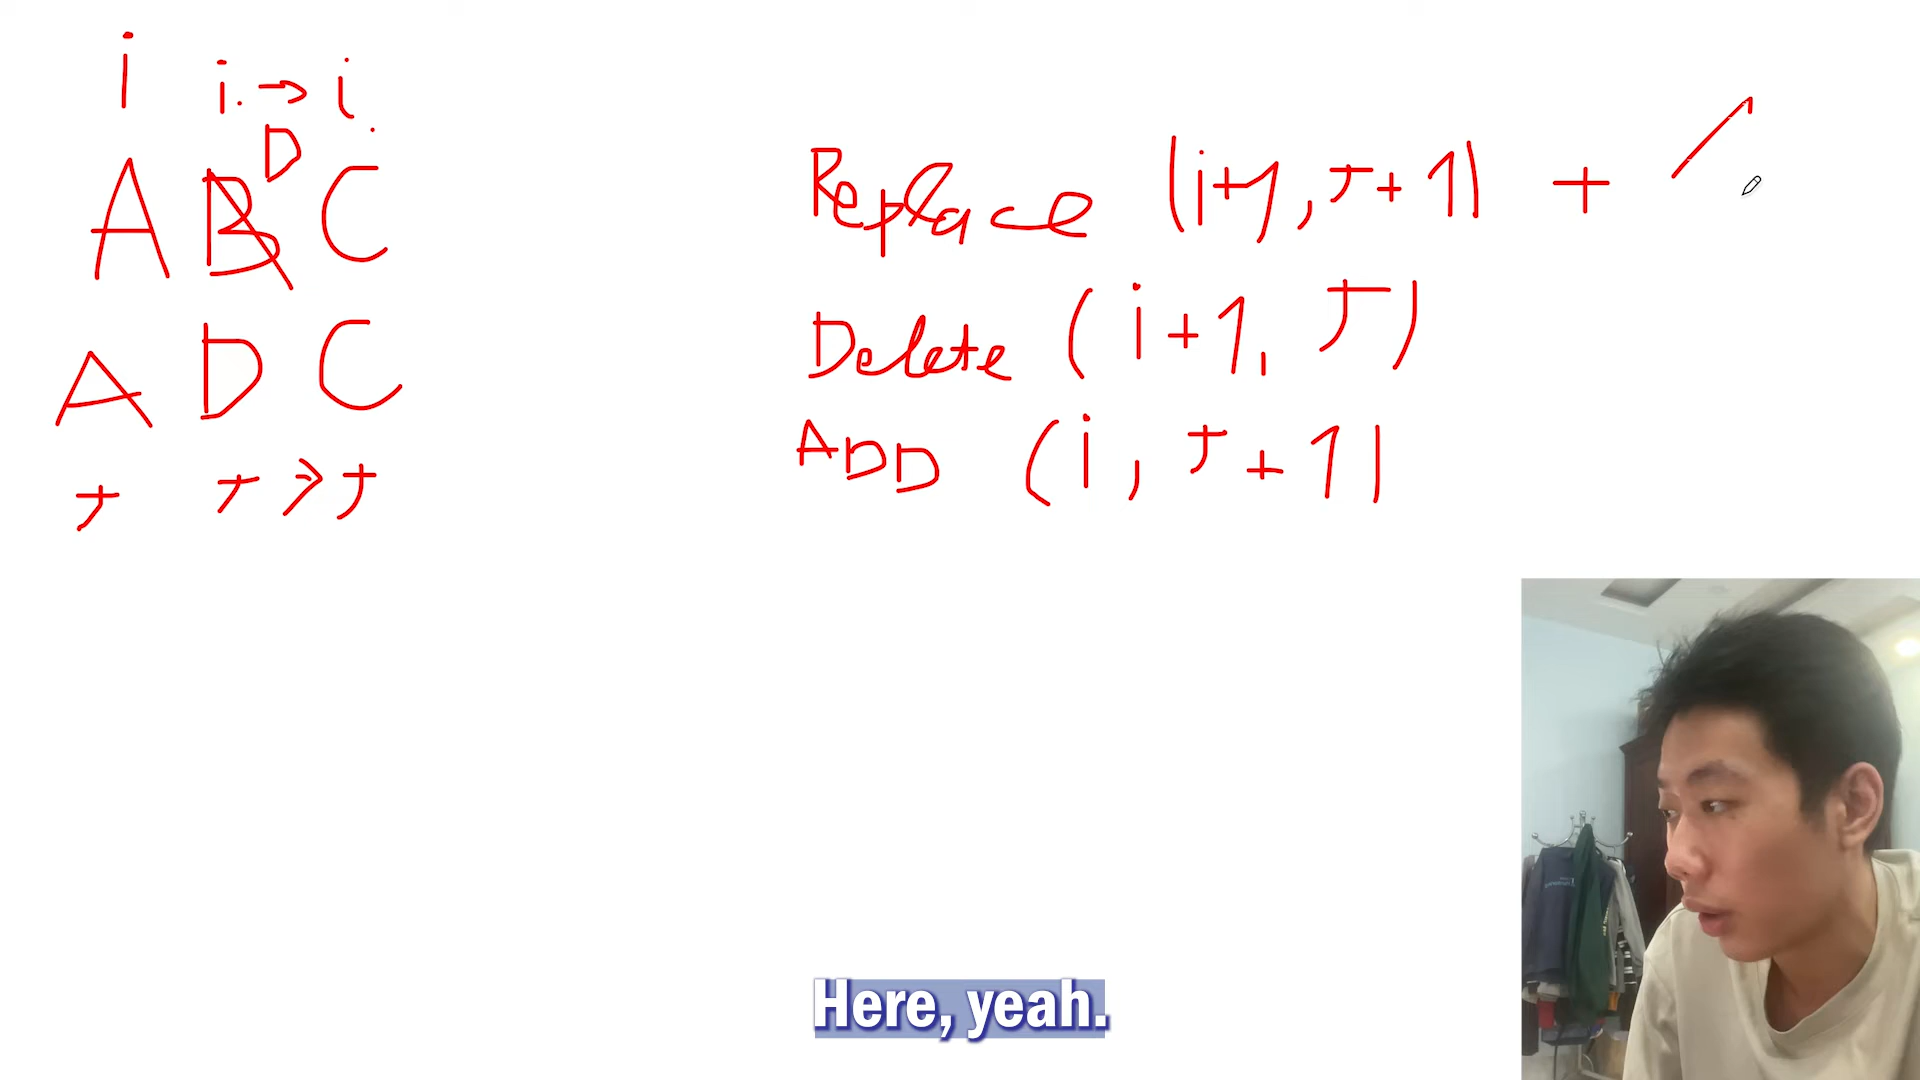 i i. → i.
D
A B C
A D C
J J → J
Replace (i+1, J+1) + 1
Delete (i+1, J)
ADD (i, J+1)
Here, yeah.